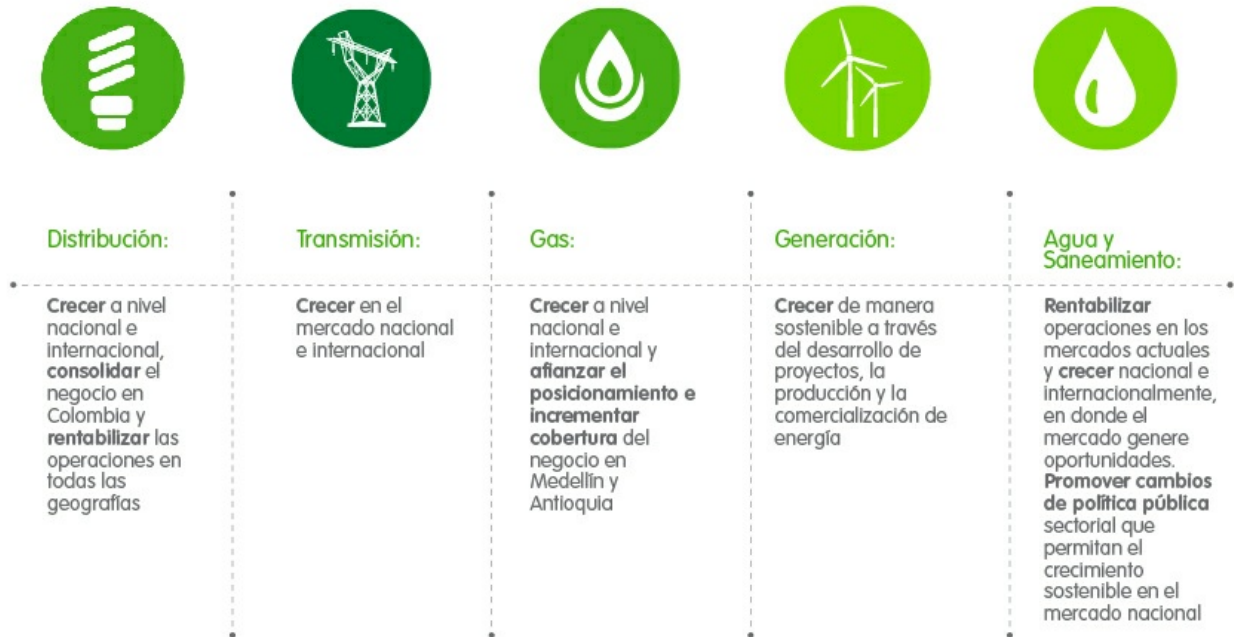 Distribución:
Crecer a nivel
nacional e
internacional,
consolidar el
negocio en
Colombia y
rentabilizar las
operaciones en
todas las
geografías
Transmisión:
Crecer en el
mercado nacional
e internacional
Gas:
Crecer a nivel
nacional e
internacional y
afianzar el
posicionamiento e
incrementar
cobertura del
negocio en
Medellín y
Antioquia
Generación:
Crecer de manera
sostenible a través
del desarrollo de
proyectos, la
producción y la
comercialización de
energía
Agua y
Saneamiento:
Rentabilizar
operaciones en los
mercados actuales
y crecer nacional e
internacionalmente,
en donde el
mercado genere
oportunidades.
Promover cambios
de política pública
sectorial que
permitan el
crecimiento
sostenible en el
mercado nacional